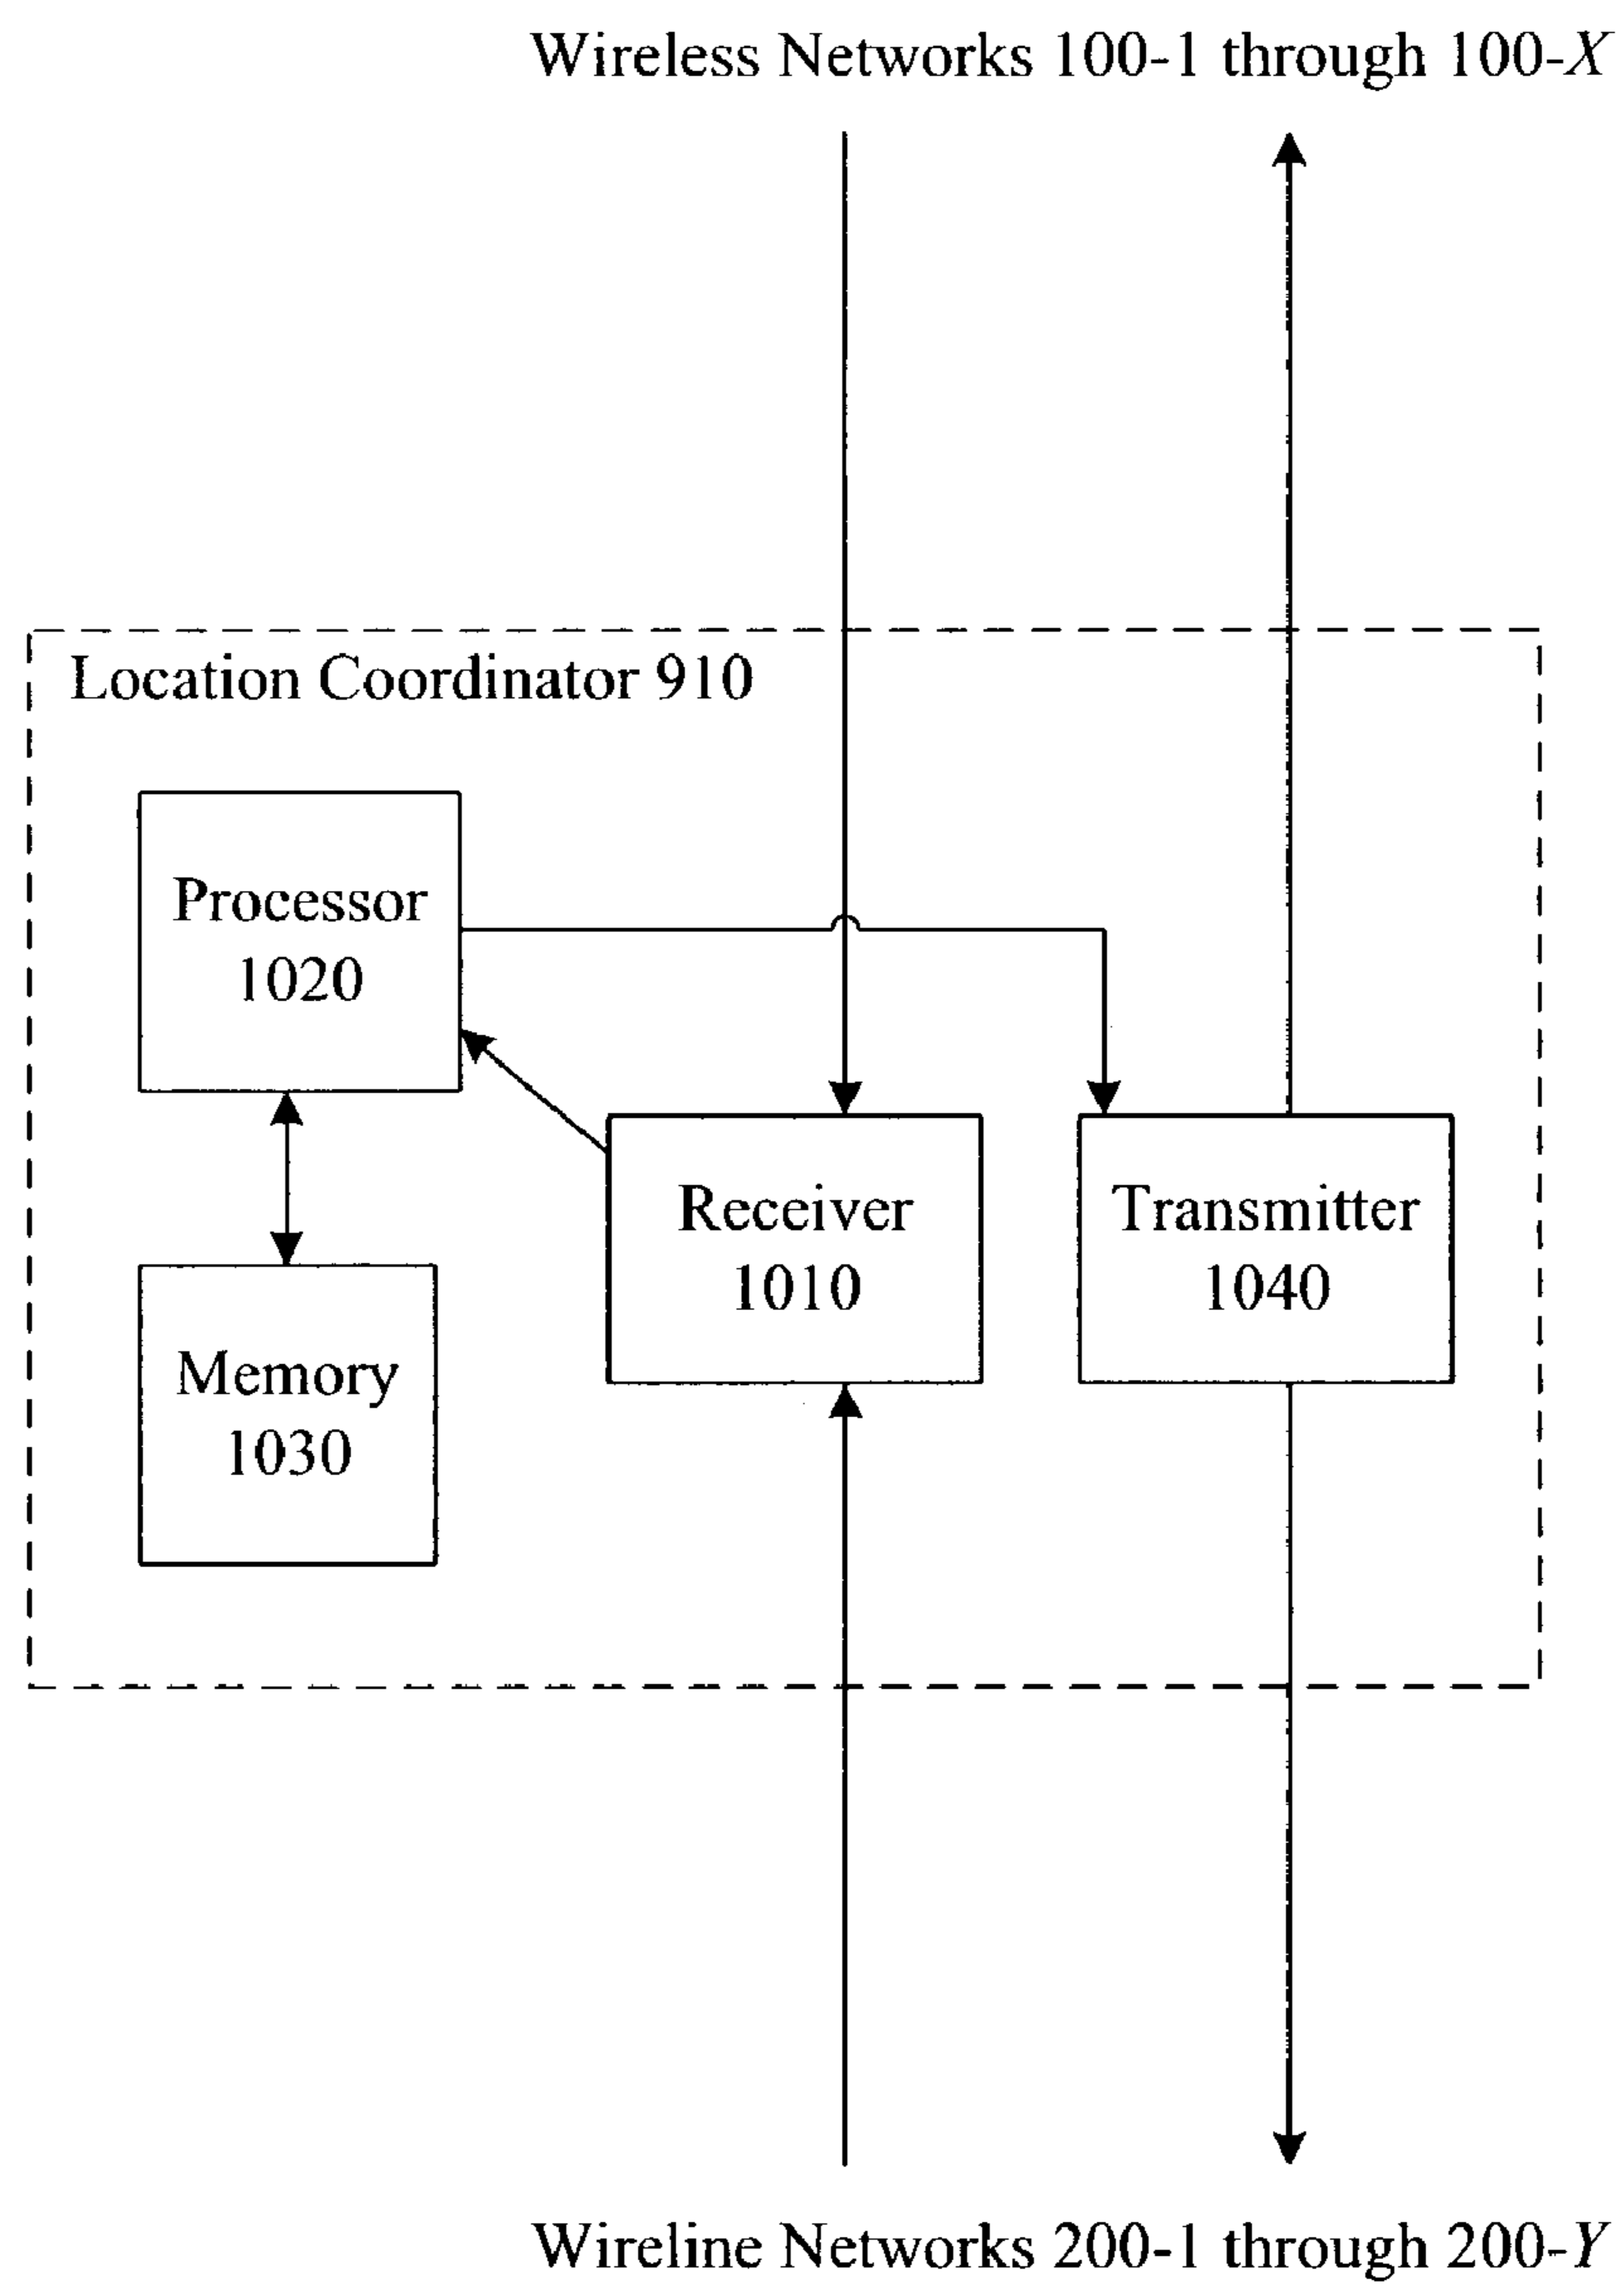 Wireless Networks 100-1 through 100-X
Location Coordinator 910
Processor
1020
Receiver
1010
Transmitter
1040
Memory
1030
Wireline Networks 200-1 through 200-Y